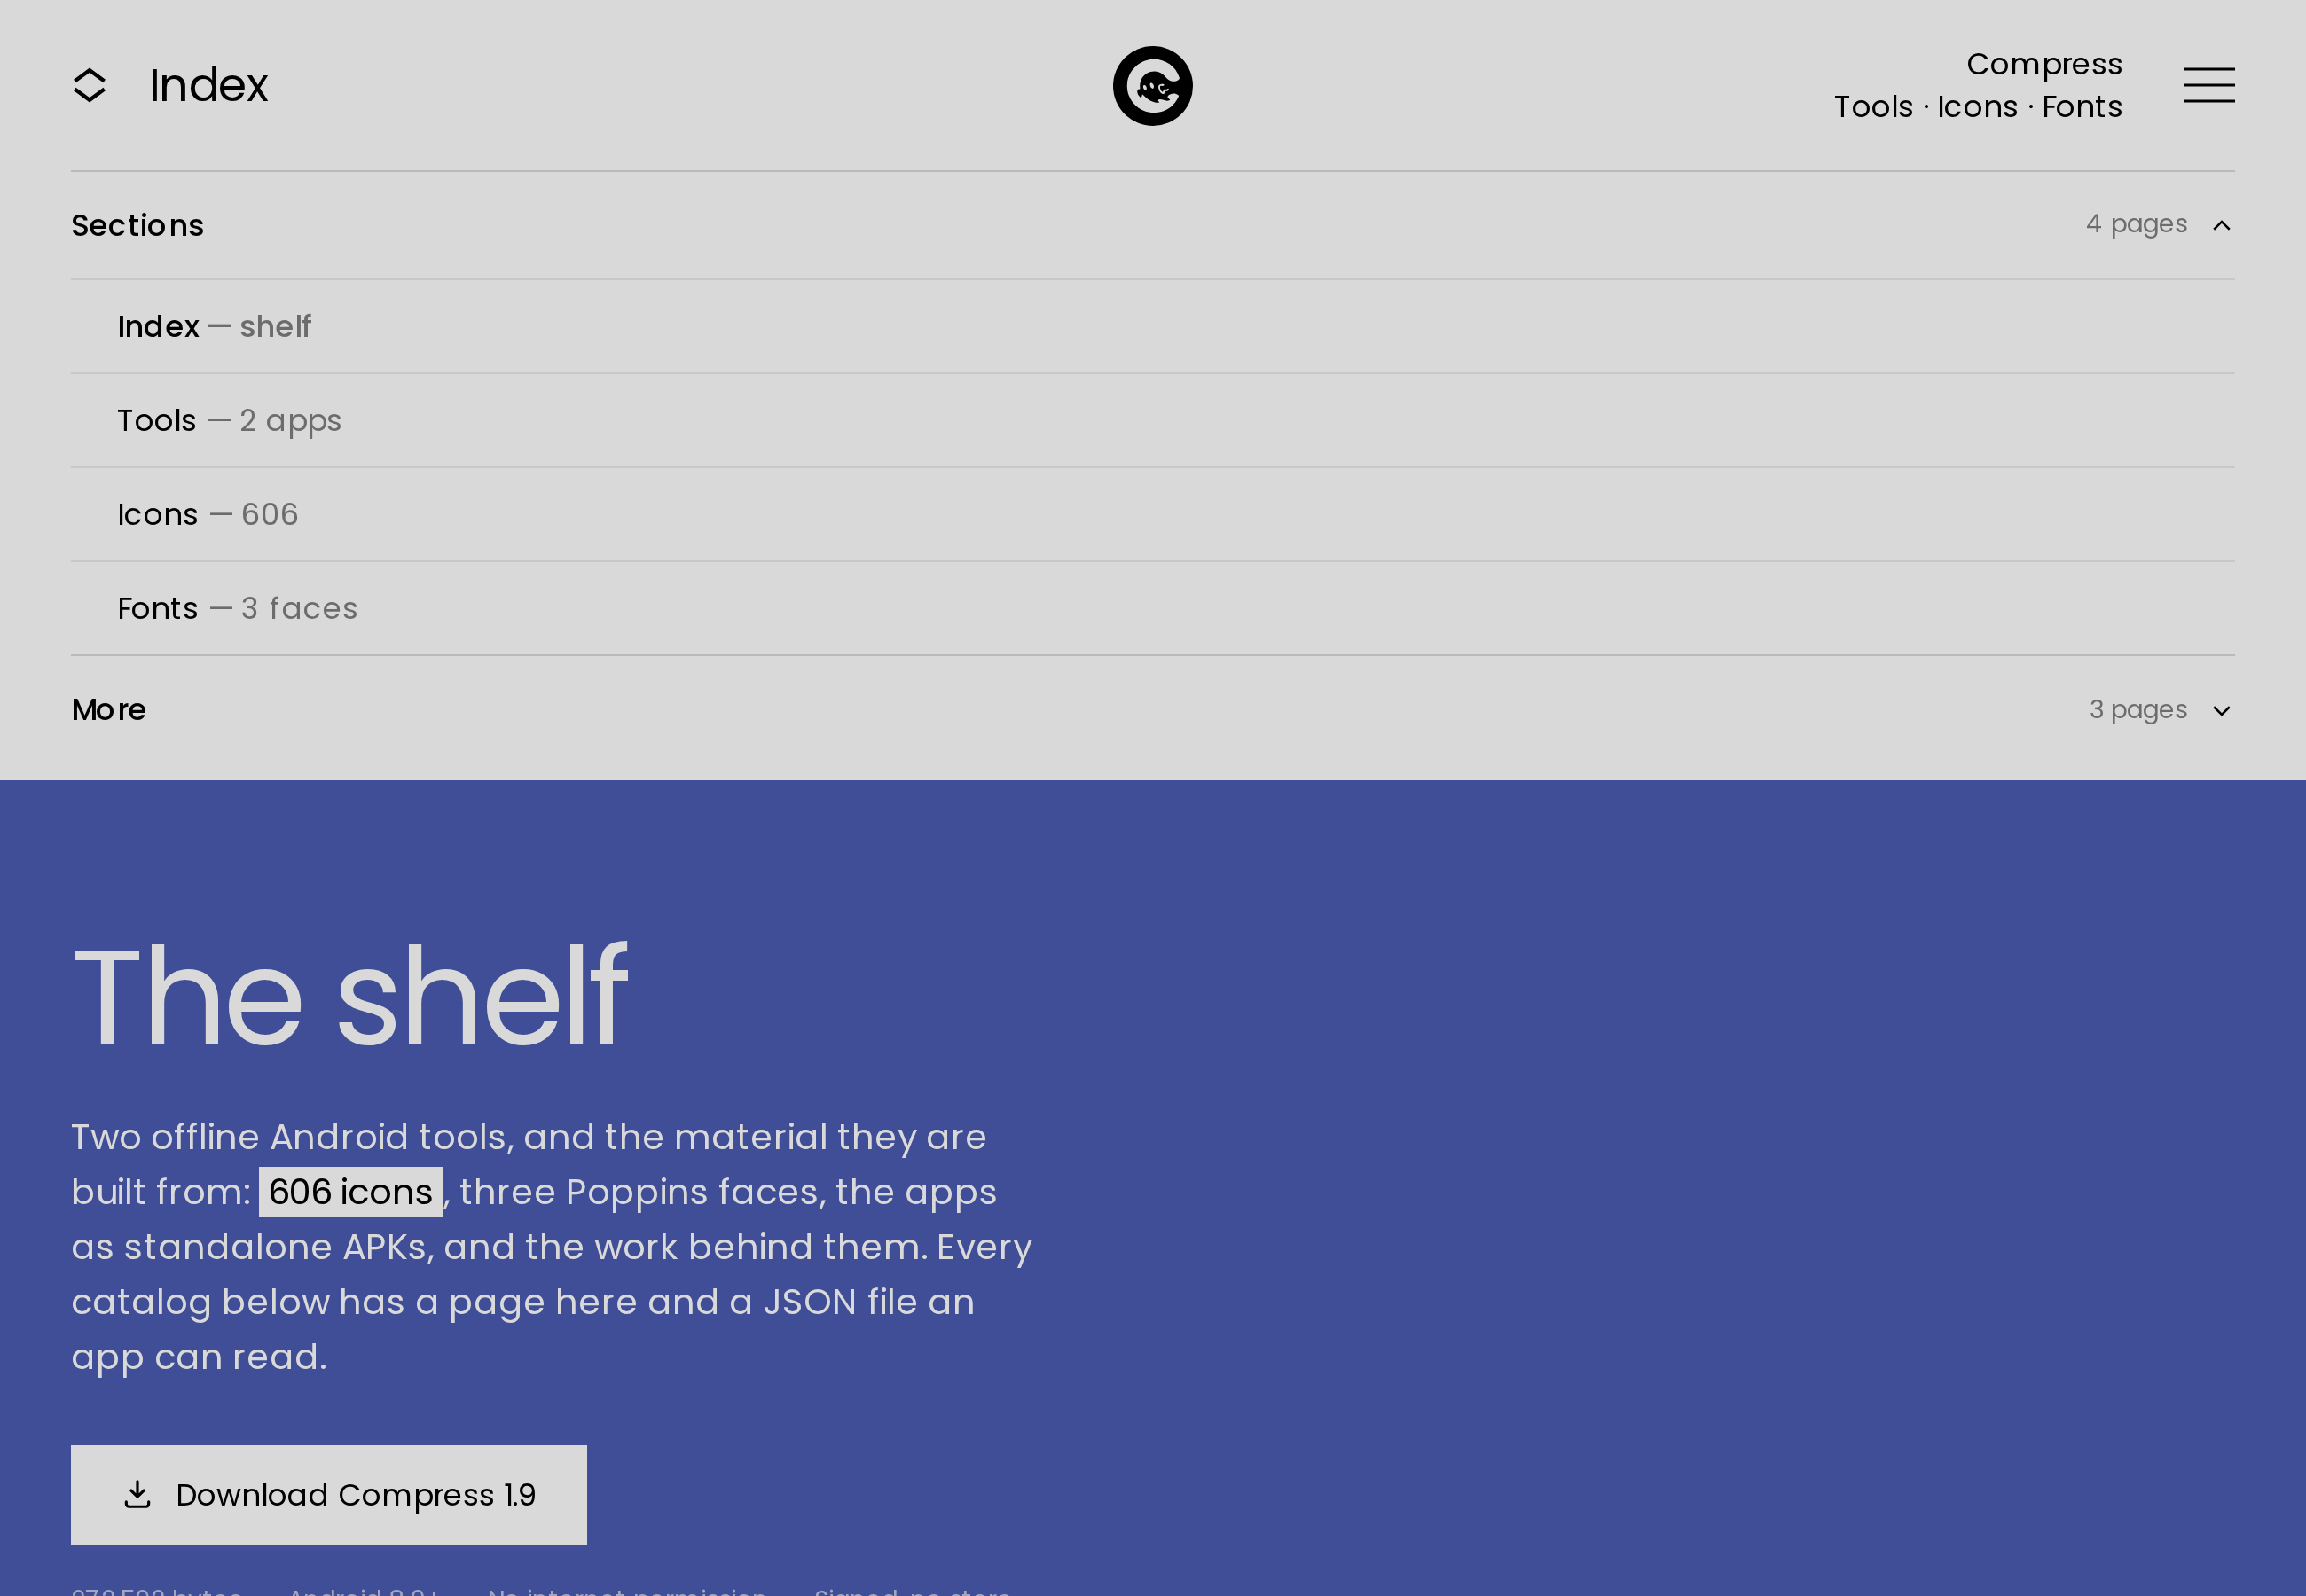 Index
Compress
Tools · Icons · Fonts
Sections
4 pages
Index — shelf
Tools — 2 apps
Icons — 606
Fonts — 3 faces
More
3 pages
The shelf
Two offline Android tools, and the material they are
built from: 606 icons, three Poppins faces, the apps
as standalone APKs, and the work behind them. Every
catalog below has a page here and a JSON file an
app can read.
Download Compress 1.9